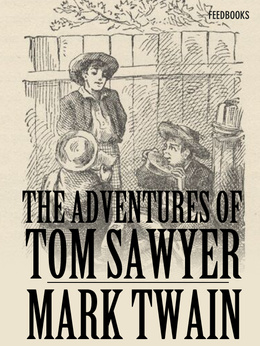 FEEDBOOKS
THE ADVENTURES OF
TOM SAWYER
MARK TWAIN